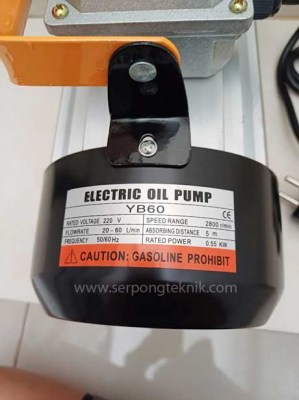 ELECTRIC OIL PUMP
YB60
RATED VOLTAGE 220 V SPEED RANGE 2800 r/min CE
FLOWRATE 20~60 L/min ABSORBING DISTANCE 5 m
FREQUENCY 50/60Hz RATED POWER 0.55 KW
CAUTION: GASOLINE PROHIBIT
www.serpongteknik.com